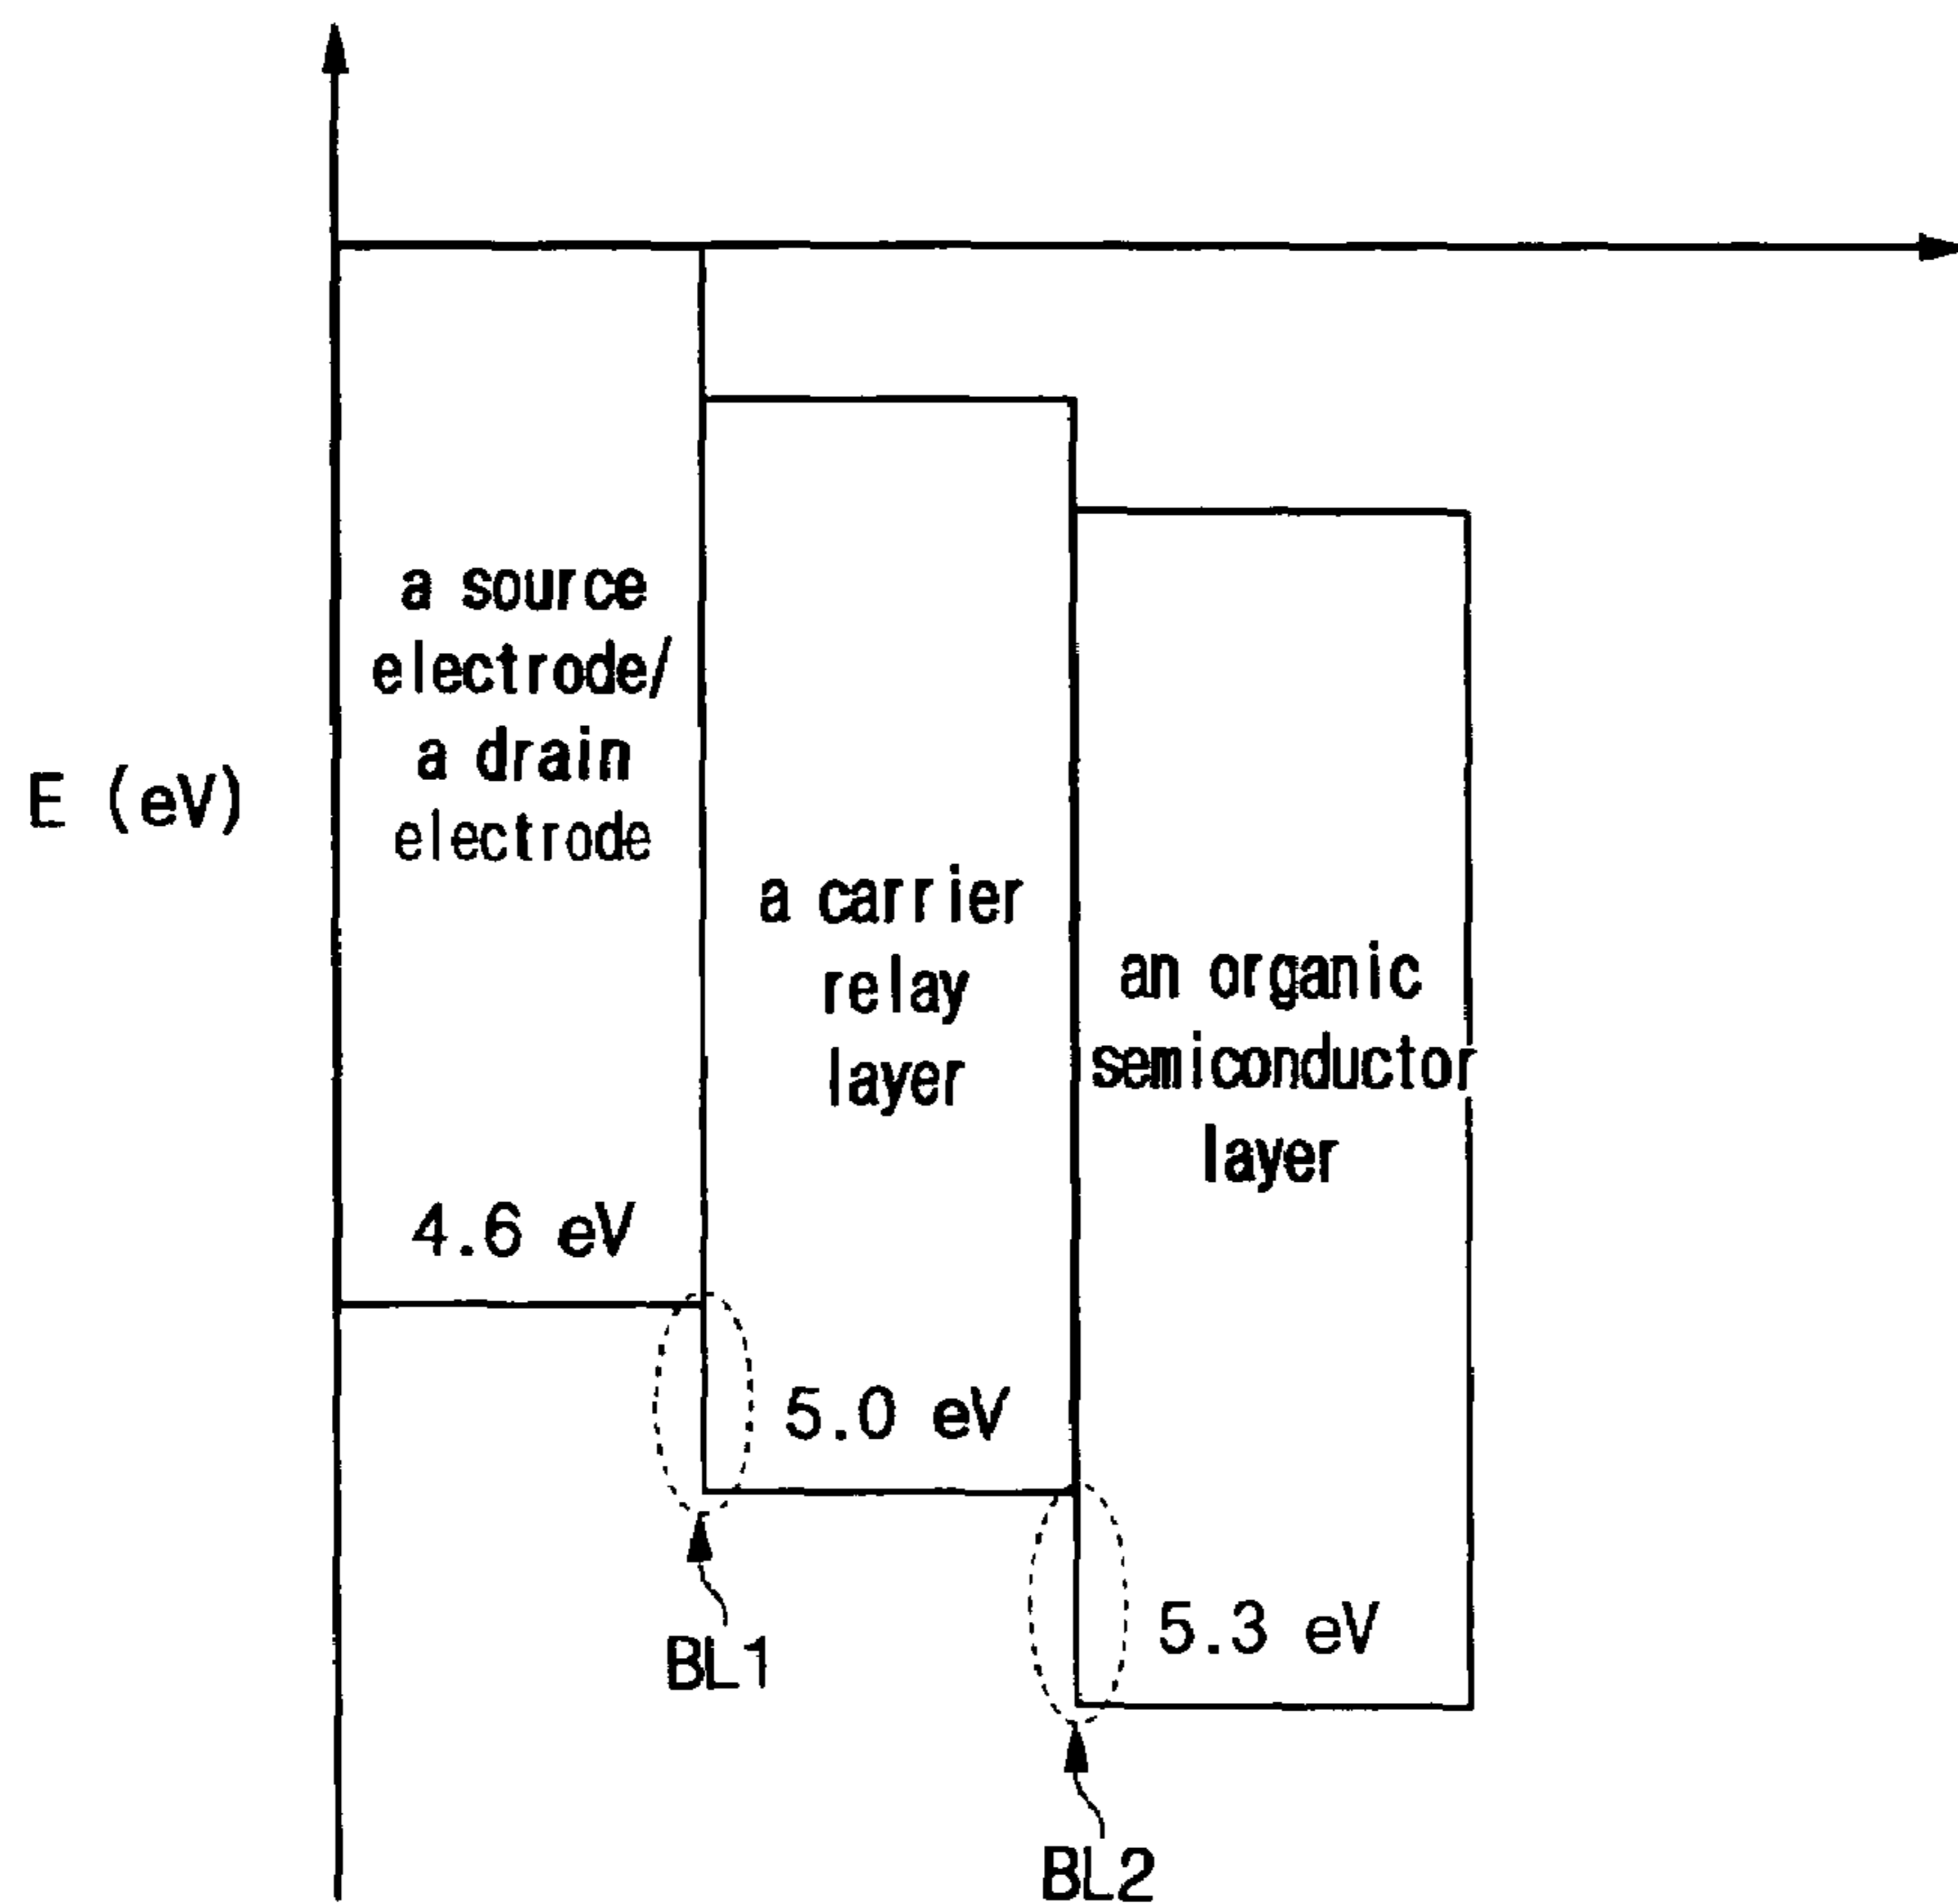 E (eV)
a source
electrode/
a drain
electrode
4.6 eV
a carrier
relay
layer
5.0 eV
an organic
semiconductor
layer
5.3 eV
BL1
BL2